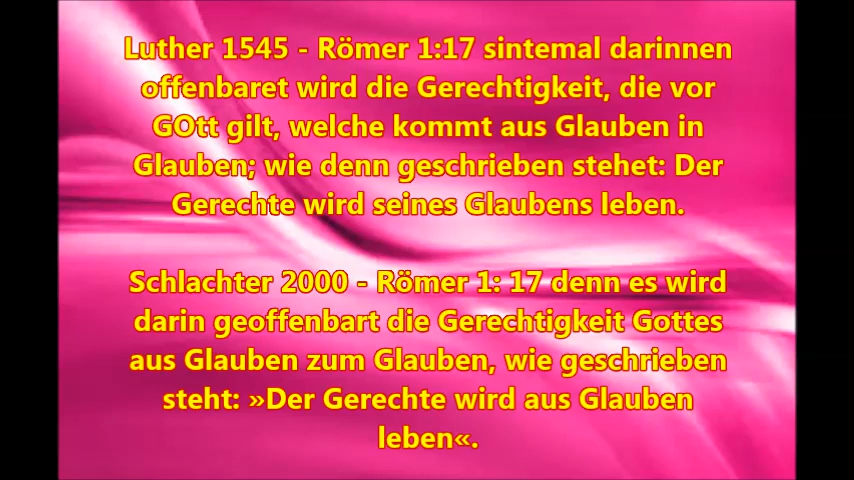 Luther 1545 - Römer 1:17 sintemal darinnen
offenbaret wird die Gerechtigkeit, die vor
GOtt gilt, welche kommt aus Glauben in
Glauben; wie denn geschrieben stehet: Der
Gerechte wird seines Glaubens leben.
Schlachter 2000 - Römer 1: 17 denn es wird
darin geoffenbart die Gerechtigkeit Gottes
aus Glauben zum Glauben, wie geschrieben
steht: »Der Gerechte wird aus Glauben
leben«.